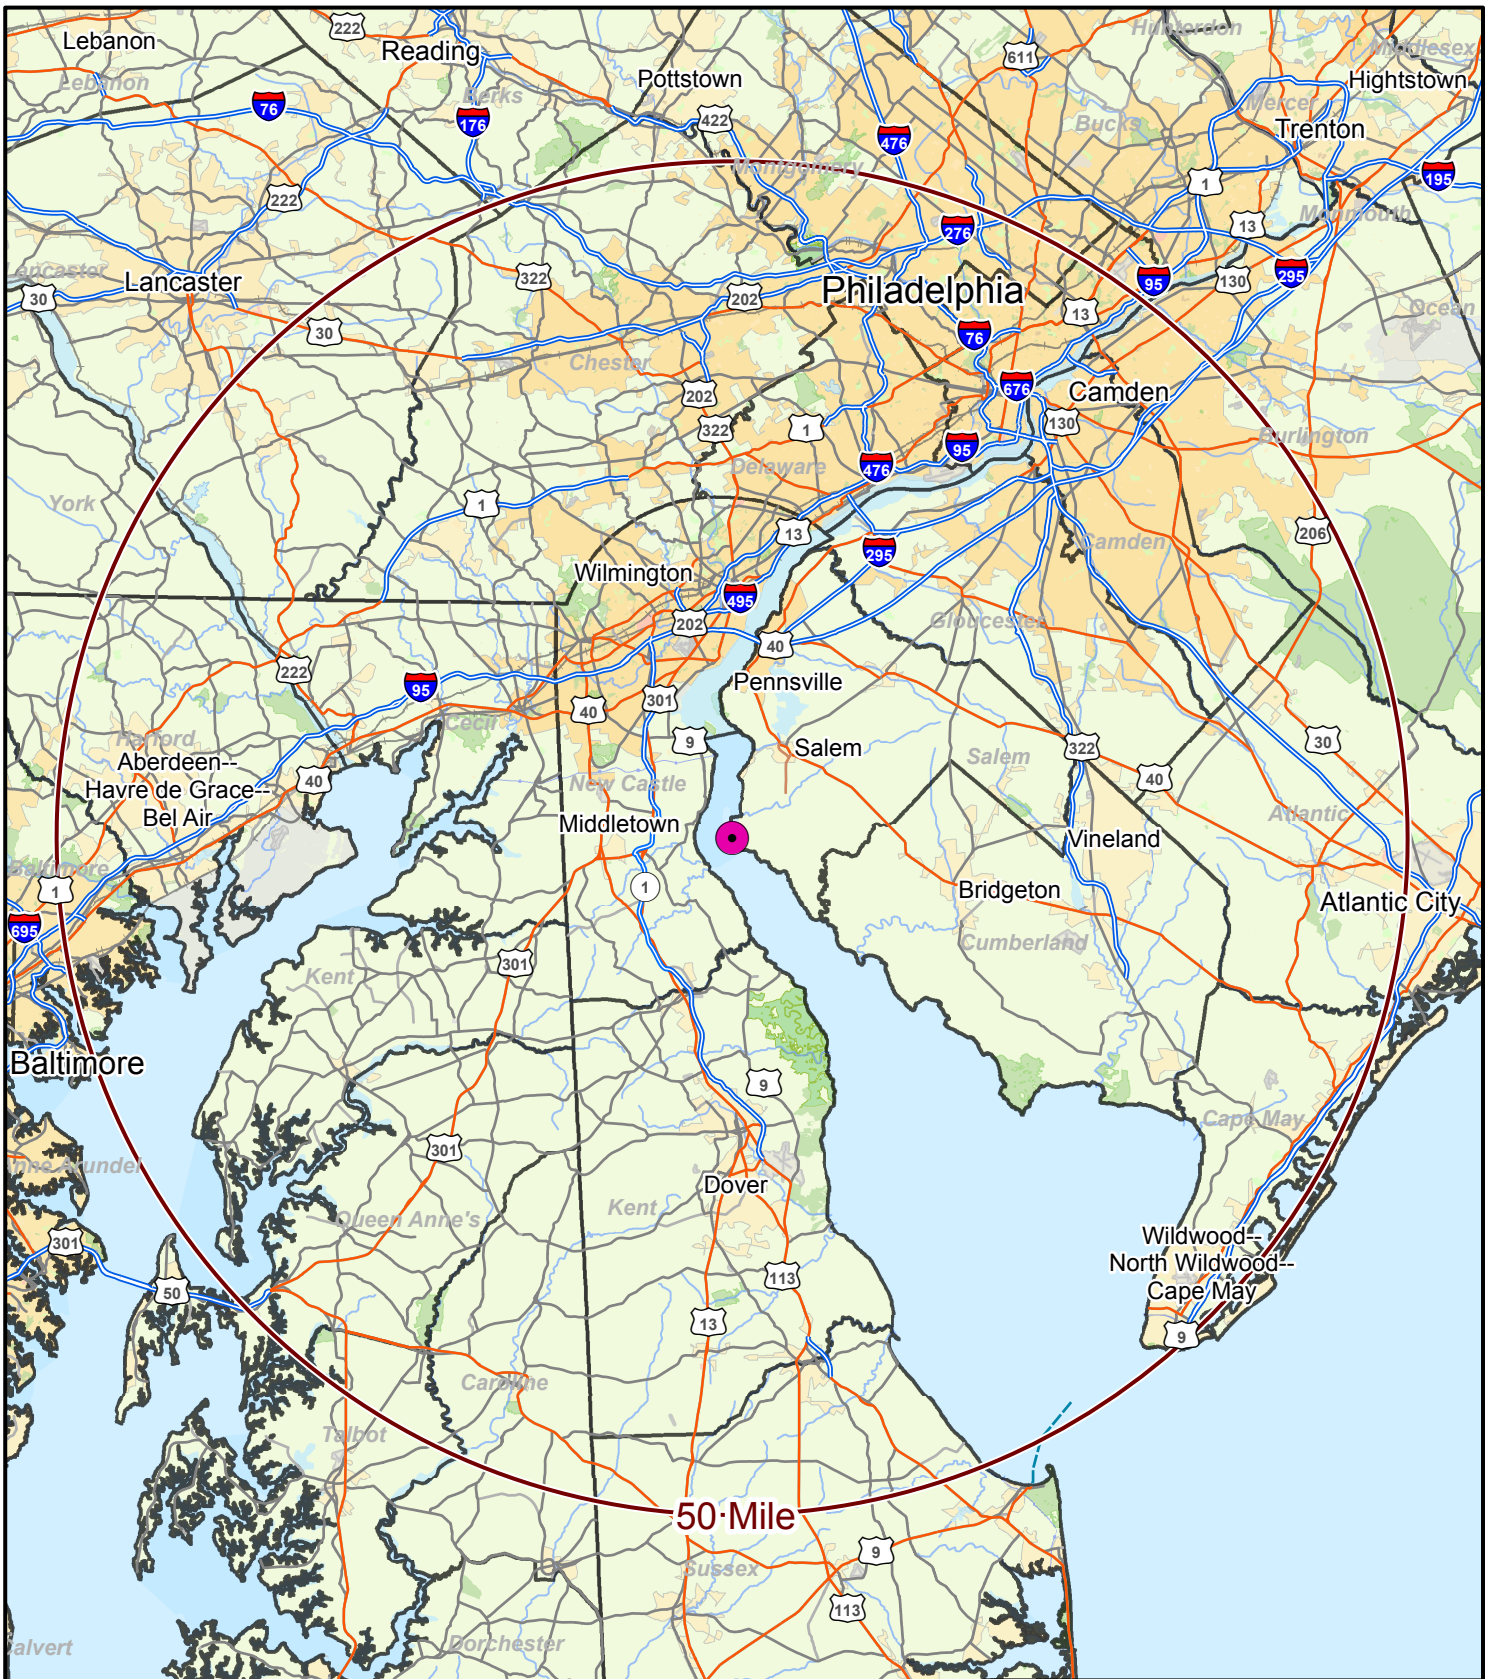 222
Lebanon
Reading
Hunterdon
Middlesex
611
Pottstown
Hightstown
Lebanon
Berks
76
176
422
Mercer
Bucks
Trenton
476
Montgomery
195
222
1
Monmouth
13
276
Lancaster
Lancaster
322
95
130
295
30
202
Philadelphia
Ocean
30
13
76
Chester
202
676
Camden
322
1
130
Burlington
95
Delaware
476
York
1
13
206
295
Camden
Wilmington
495
202
Gloucester
40
222
95
Pennsville
301
40
Cecil
9
Harford
Salem
322
Salem
30
Aberdeen--
Havre de Grace--
Bel Air
40
New Castle
40
Middletown
Atlantic
Vineland
Baltimore
1
1
Bridgeton
Atlantic City
695
Cumberland
Kent
301
Baltimore
9
Cape May
301
nne Arundel
Dover
Queen Anne's
Kent
301
Wildwood--
North Wildwood--
Cape May
50
113
13
9
Caroline
Talbot
50 Mile
9
Sussex
113
alvert
Dorchester